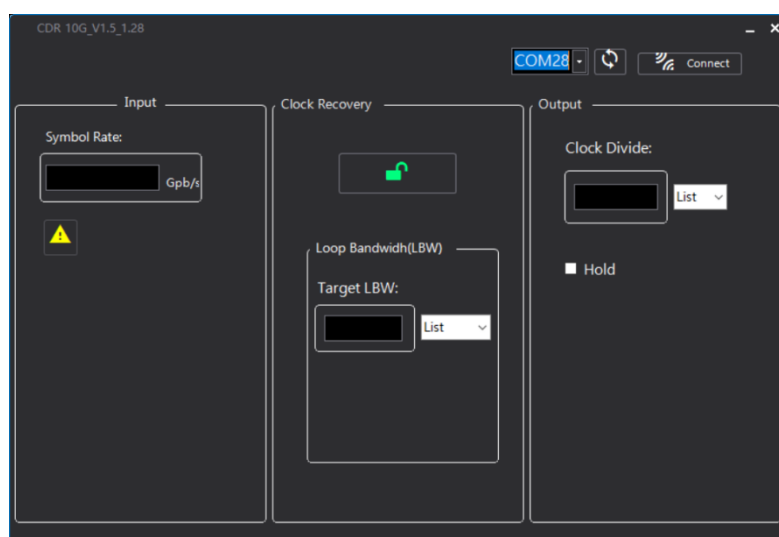 CDR 10G_V1.5_1.28
COM28
Connect
Input
Symbol Rate:
Gpb/s
Clock Recovery
Loop Bandwidh(LBW)
Target LBW:
List
Output
Clock Divide:
List
Hold